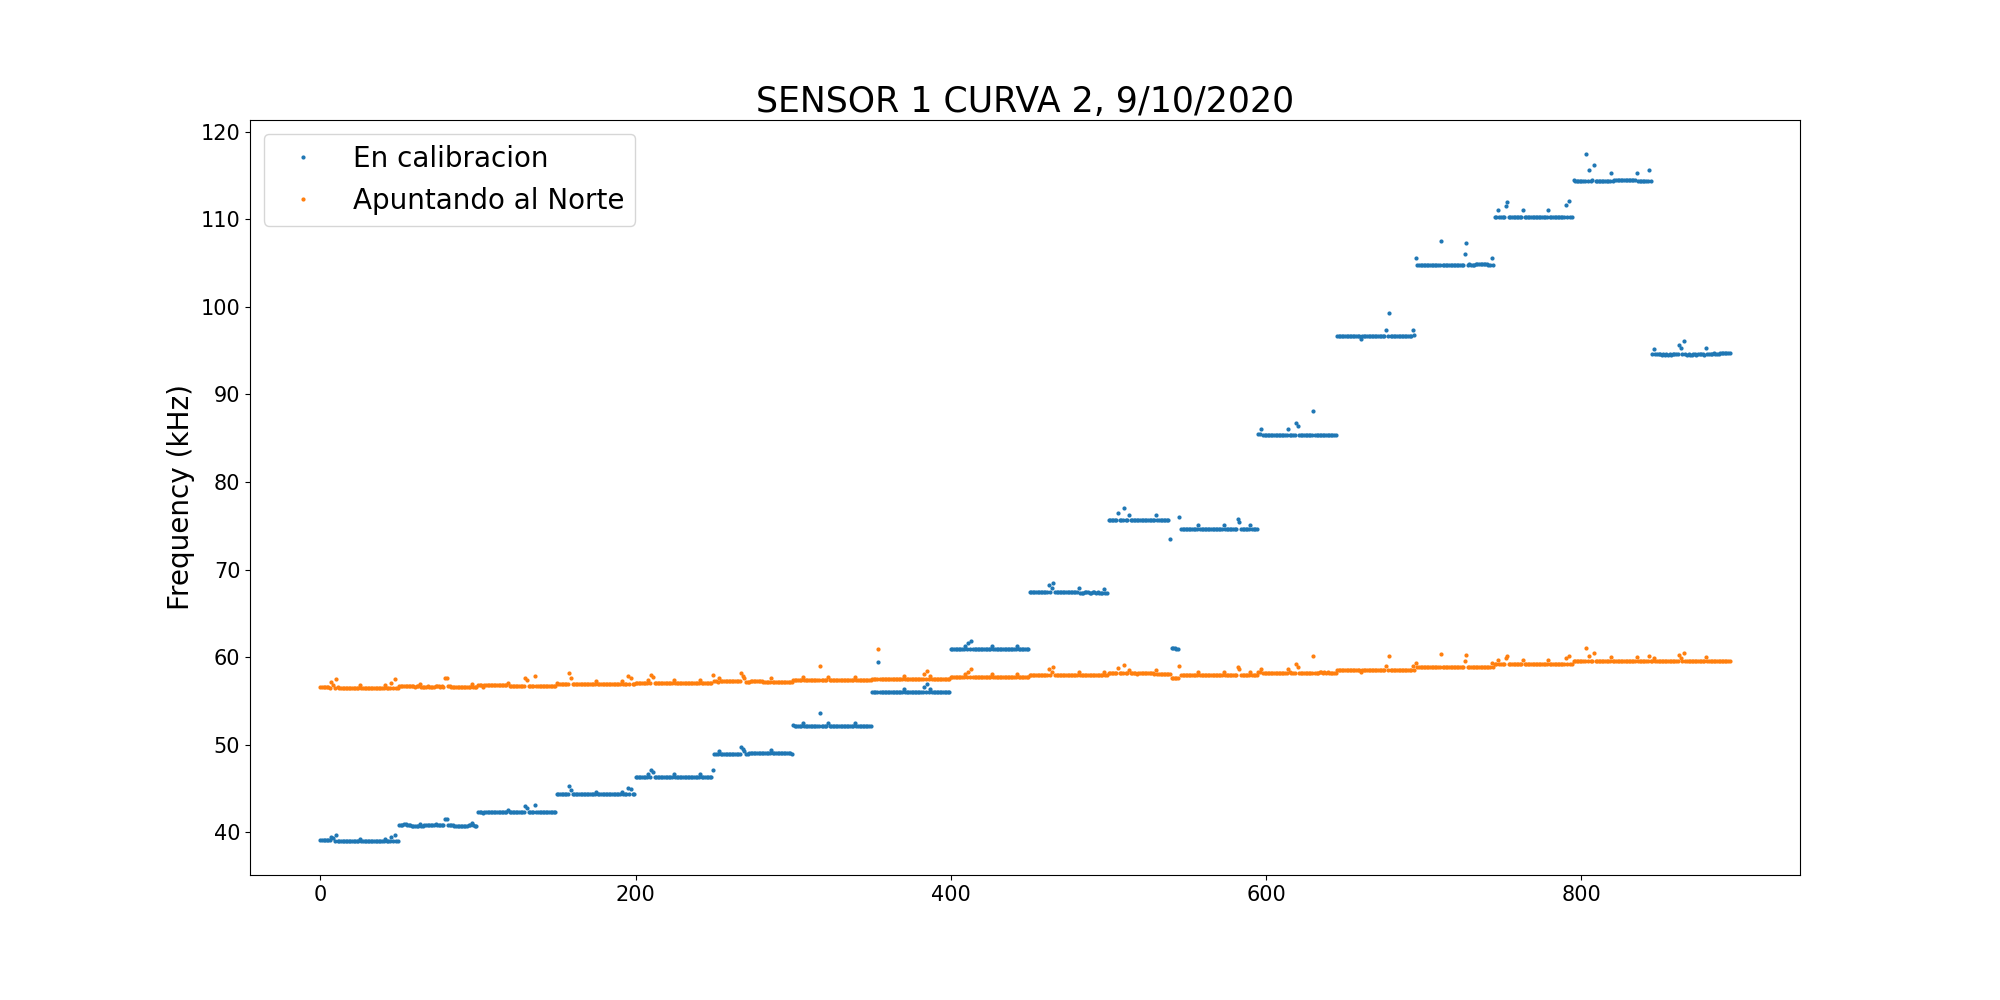 SENSOR 1 CURVA 2, 9/10/2020
En calibracion
Apuntando al Norte
Frequency (kHz)
120
110
100
90
80
70
60
50
40
0 200 400 600 800